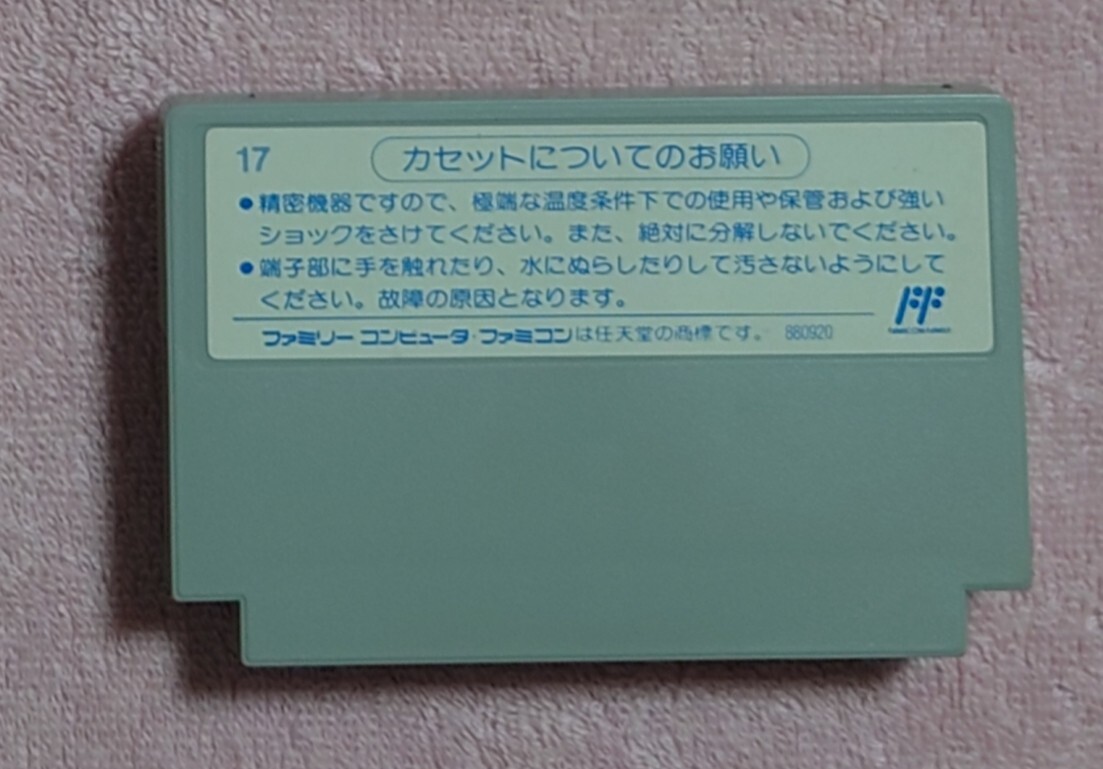 17
カセットについてのお願い
●精密機器ですので、極端な温度条件下での使用や保管および強い
ショックをさけてください。また、絶対に分解しないでください。
●端子部に手を触れたり、水にぬらしたりして汚さないようにして
ください。故障の原因となります。
ファミリーコンピュータ・ファミコンは任天堂の商標です。 880920
FF